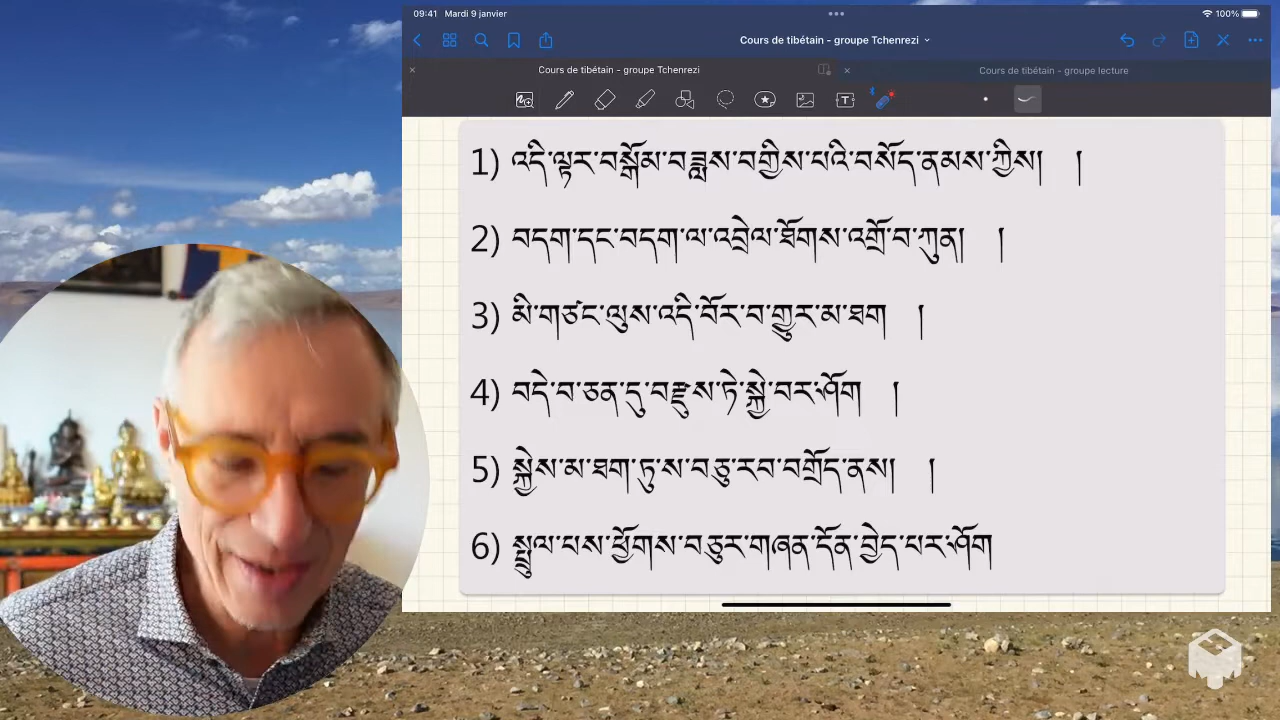 09:41 Mardi 9 janvier
100%
Cours de tibétain - groupe Tchenrezi
Cours de tibétain - groupe Tchenrezi
Cours de tibétain - groupe lecture
1) འདི་ལྟར་བསྒོམ་བཟླས་བགྱིས་པའི་བསོད་ནམས་ཀྱིས། །
2) བདག་དང་བདག་ལ་འབྲེལ་ཐོགས་འགྲོ་བ་ཀུན། །
3) མི་གཙང་ལུས་འདི་བོར་བ་གྱུར་མ་ཐག །
4) བདེ་བ་ཅན་དུ་བརྫུས་ཏེ་སྐྱེ་བར་ཤོག །
5) སྐྱེས་མ་ཐག་ཏུ་ས་བཅུ་རབ་བགྲོད་ནས། །
6) སྤྲུལ་པས་ཕྱོགས་བཅུར་གཞན་དོན་བྱེད་པར་ཤོག